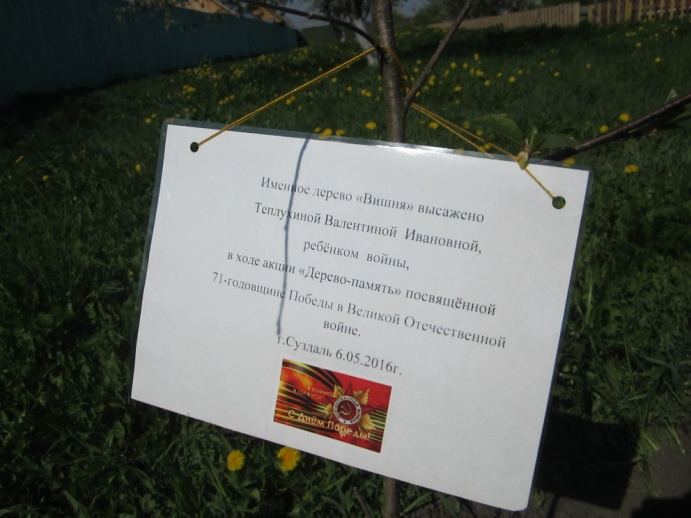 Именное дерево «Вишня» высажено
Теплухиной Валентиной Ивановной,
ребёнком войны,
в ходе акции «Дерево-память» посвящённой
71-годовщине Победы в Великой Отечественной
войне.
г.Суздаль 6.05.2016г.
С Днём Победы!